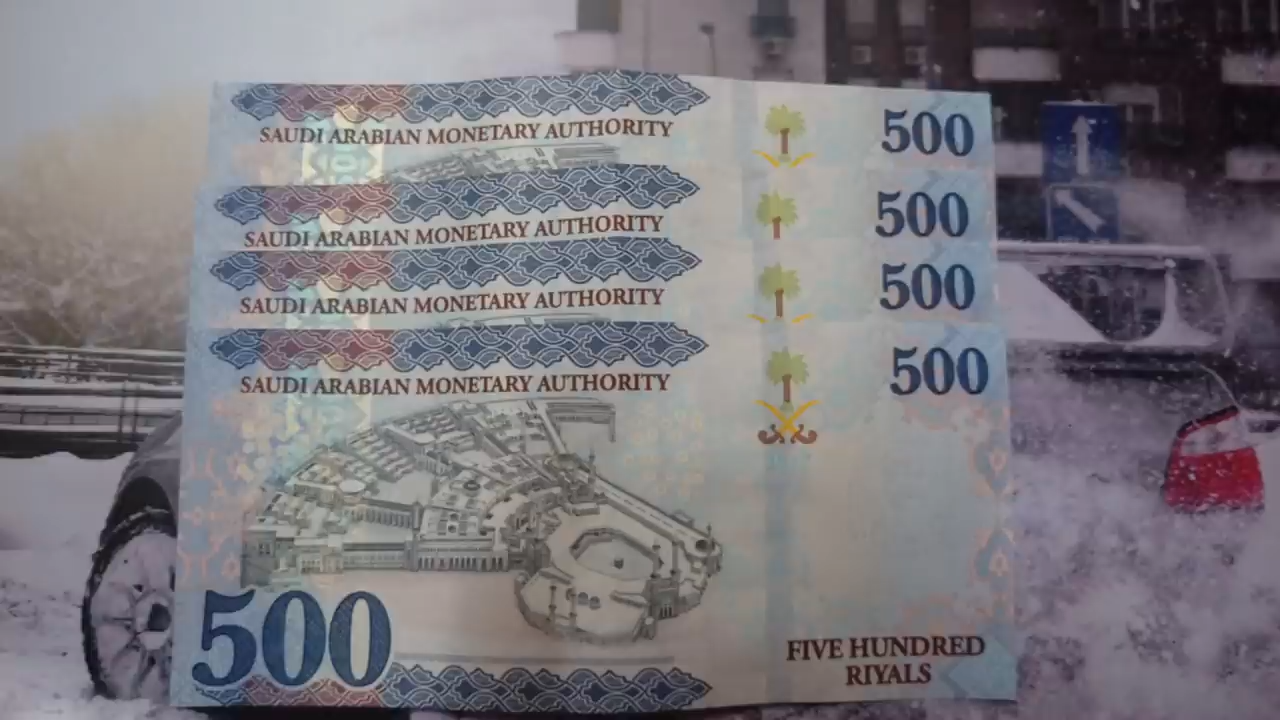 SAUDI ARABIAN MONETARY AUTHORITY 500
SAUDI ARABIAN MONETARY AUTHORITY 500
SAUDI ARABIAN MONETARY AUTHORITY 500
SAUDI ARABIAN MONETARY AUTHORITY 500
500
FIVE HUNDRED
RIYALS